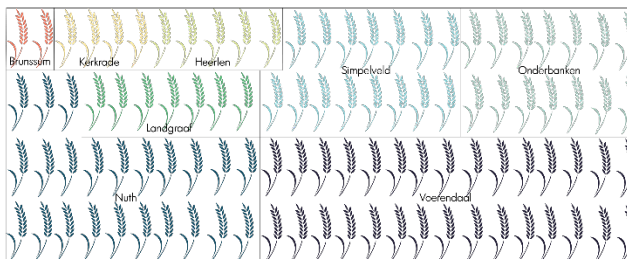 Brunssum
Kerkrade
Heerlen
Simpelveld
Onderbanken
Landgraaf
Nuth
Voerendaal